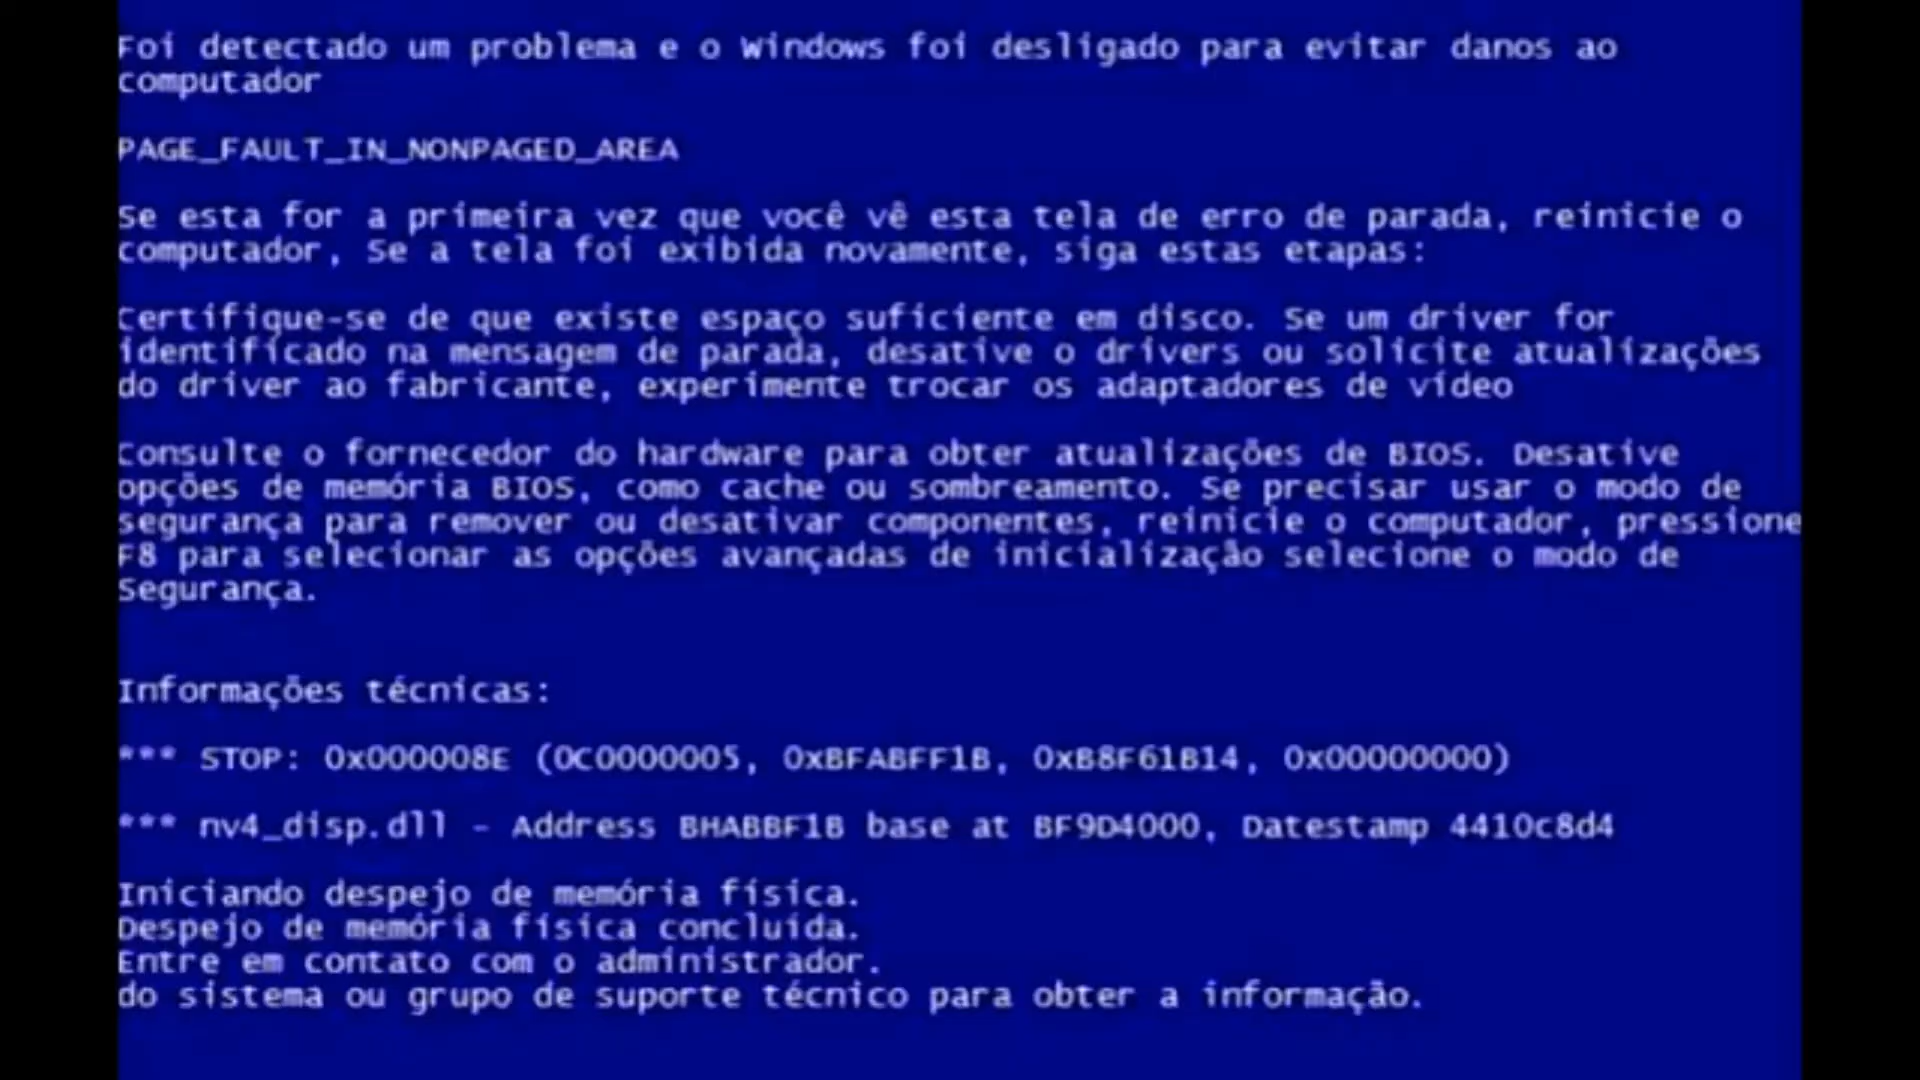 Foi detectado um problema e o Windows foi desligado para evitar danos ao
computador
PAGE_FAULT_IN_NONPAGED_AREA
Se esta for a primeira vez que você vê esta tela de erro de parada, reinicie o
computador, Se a tela foi exibida novamente, siga estas etapas:
Certifique-se de que existe espaço suficiente em disco. Se um driver for
identificado na mensagem de parada, desative o drivers ou solicite atualizações
do driver ao fabricante, experimente trocar os adaptadores de vídeo
Consulte o fornecedor do hardware para obter atualizações de BIOS. Desative
opções de memória BIOS, como cache ou sombreamento. Se precisar usar o modo de
segurança para remover ou desativar componentes, reinicie o computador, pressione
F8 para selecionar as opções avançadas de inicialização selecione o modo de
Segurança.
Informações técnicas:
*** STOP: 0x000008E (0C0000005, 0xBFABFF1B, 0xB8F61B14, 0x00000000)
*** nv4_disp.dll - Address BHABBF1B base at BF9D4000, Datestamp 4410c8d4
Iniciando despejo de memória física.
Despejo de memória física concluída.
Entre em contato com o administrador.
do sistema ou grupo de suporte técnico para obter a informação.